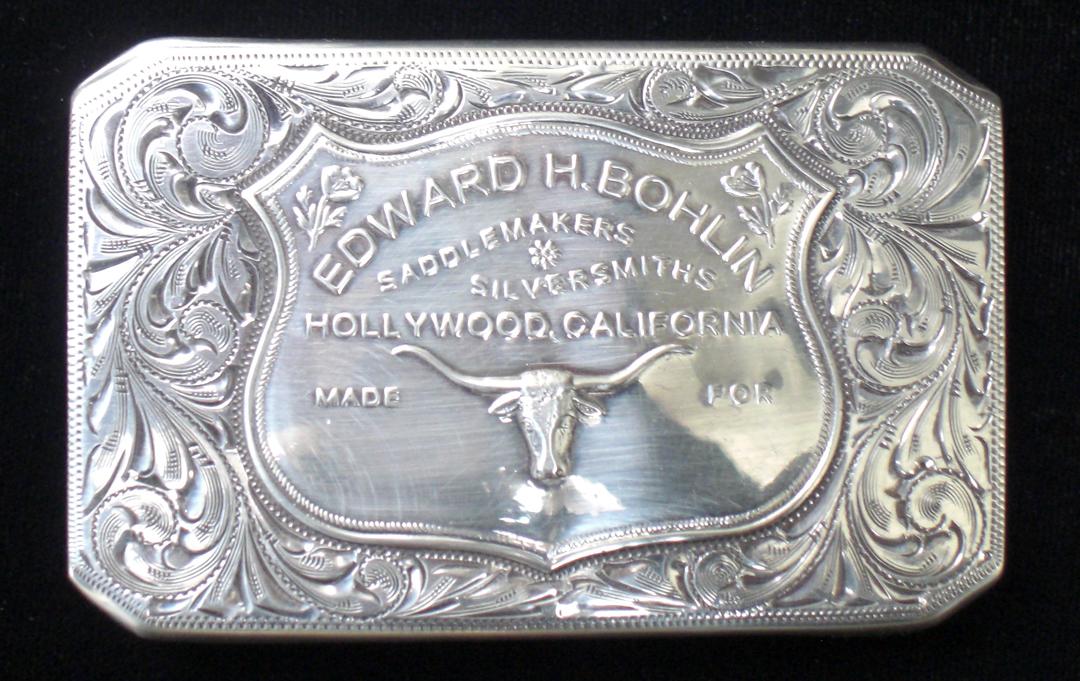 EDWARD H. BOHLIN
SADDLEMAKERS
SILVERSMITHS
HOLLYWOOD, CALIFORNIA
MADE FOR